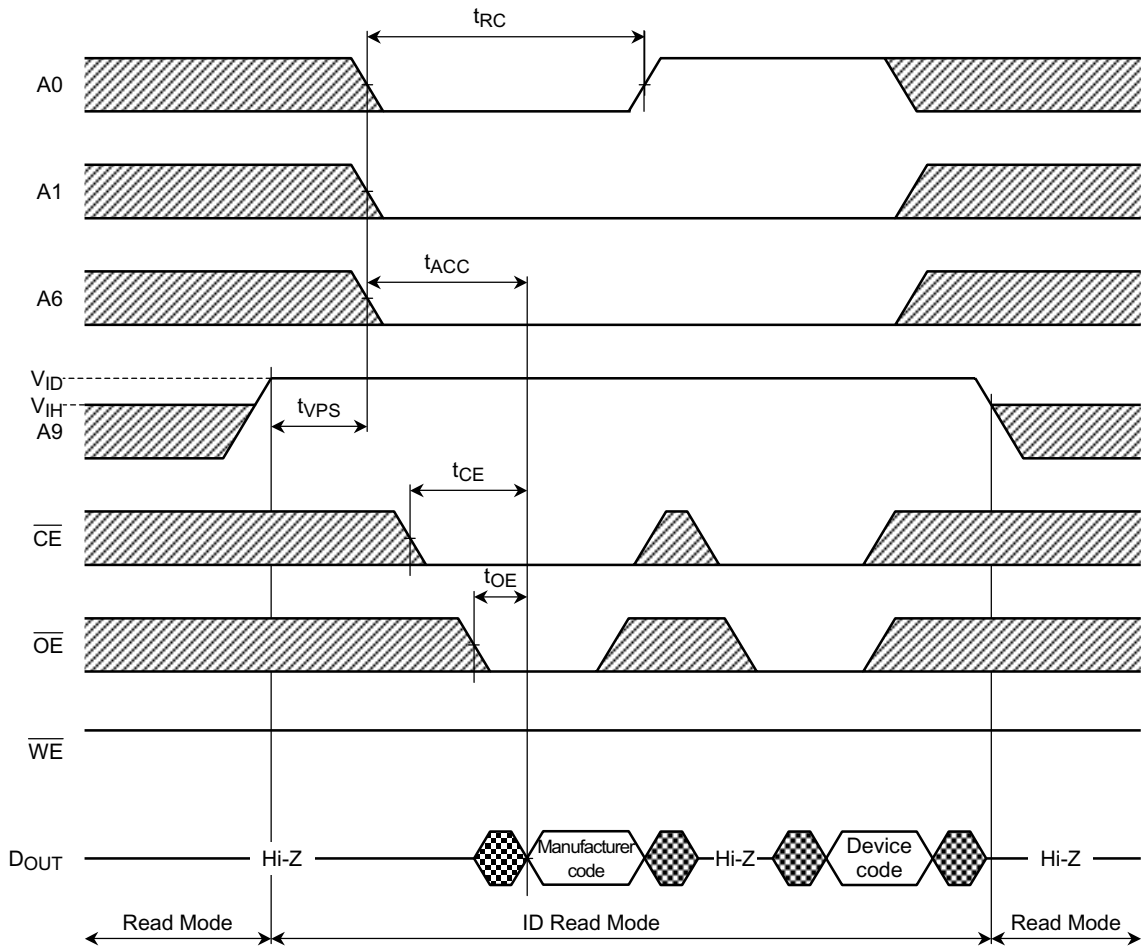 tRC
A0
A1
tACC
A6
VID
VIH
tVPS
A9
tCE
CE
tOE
OE
WE
DOUT
Hi-Z
Manufacturer
code
Hi-Z
Device
code
Hi-Z
Read Mode
ID Read Mode
Read Mode